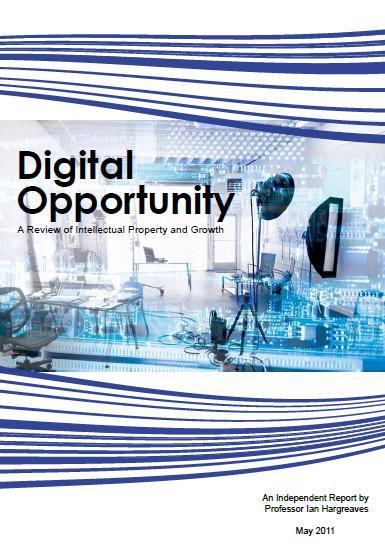 Digital
Opportunity
A Review of Intellectual Property and Growth
An Independent Report by
Professor Ian Hargreaves
May 2011